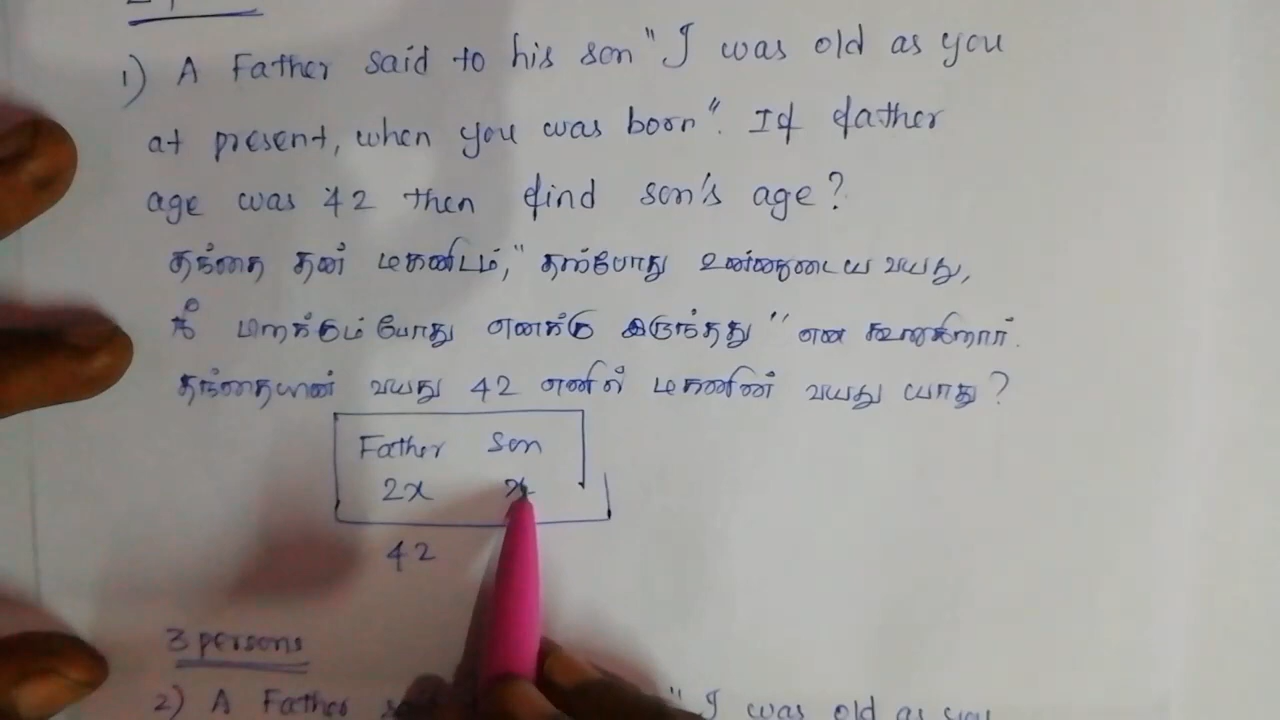 1) A Father said to his son "I was old as you
at present, when you was born". If father
age was 42 then find son's age?
தந்தை தன் மகனிடம், "தற்போது உன்னுடைய வயது,
நீ பிறக்கும் போது எனக்கு இருந்தது" என கூறுகிறார்.
தந்தையின் வயது 42 எனில் மகனின் வயது யாது?
Father Son
2x x
42
3 persons
2) A Father "I was old as you